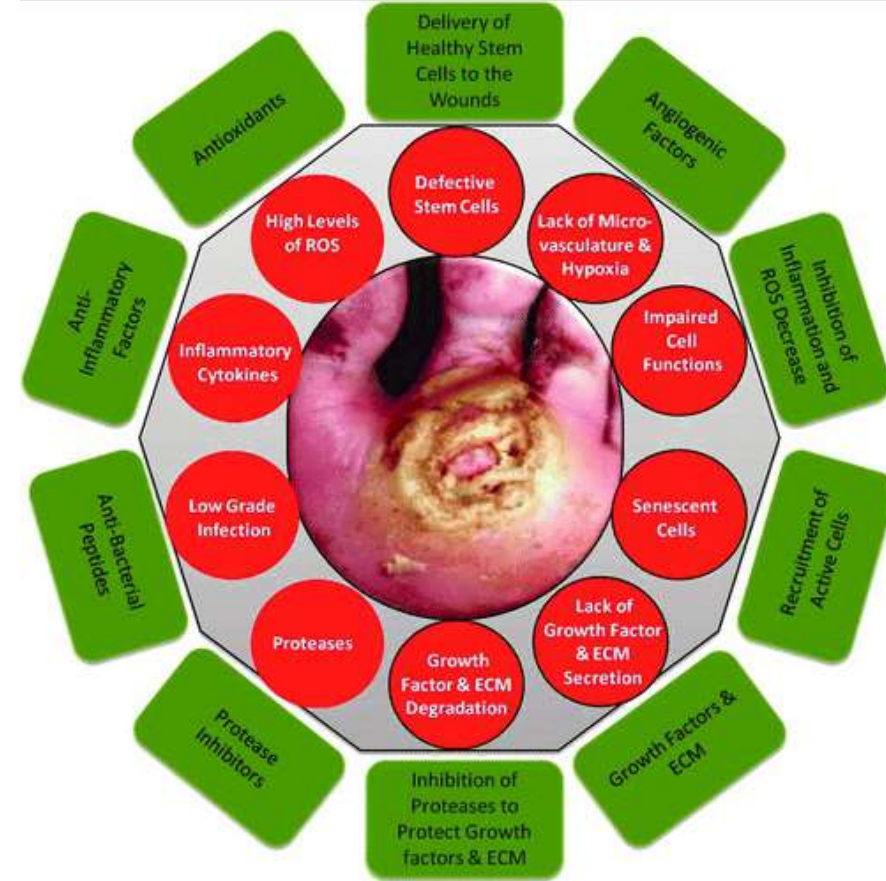 Delivery of
Healthy Stem
Cells to the
Wounds
Angiogenic
Factors
Inhibition of
Inflammation and
ROS Decrease
Recruitment of
Active Cells
Growth Factors &
ECM
Inhibition of
Proteases to
Protect Growth
factors & ECM
Protease
Inhibitors
Anti-Bacterial
Peptides
Anti-
Inflammatory
Factors
Antioxidants
Defective
Stem Cells
Lack of Micro-
vasculature &
Hypoxia
Impaired
Cell
Functions
Senescent
Cells
Lack of
Growth Factor
& ECM
Secretion
Growth
Factor & ECM
Degradation
Proteases
Low Grade
Infection
Inflammatory
Cytokines
High Levels
of ROS